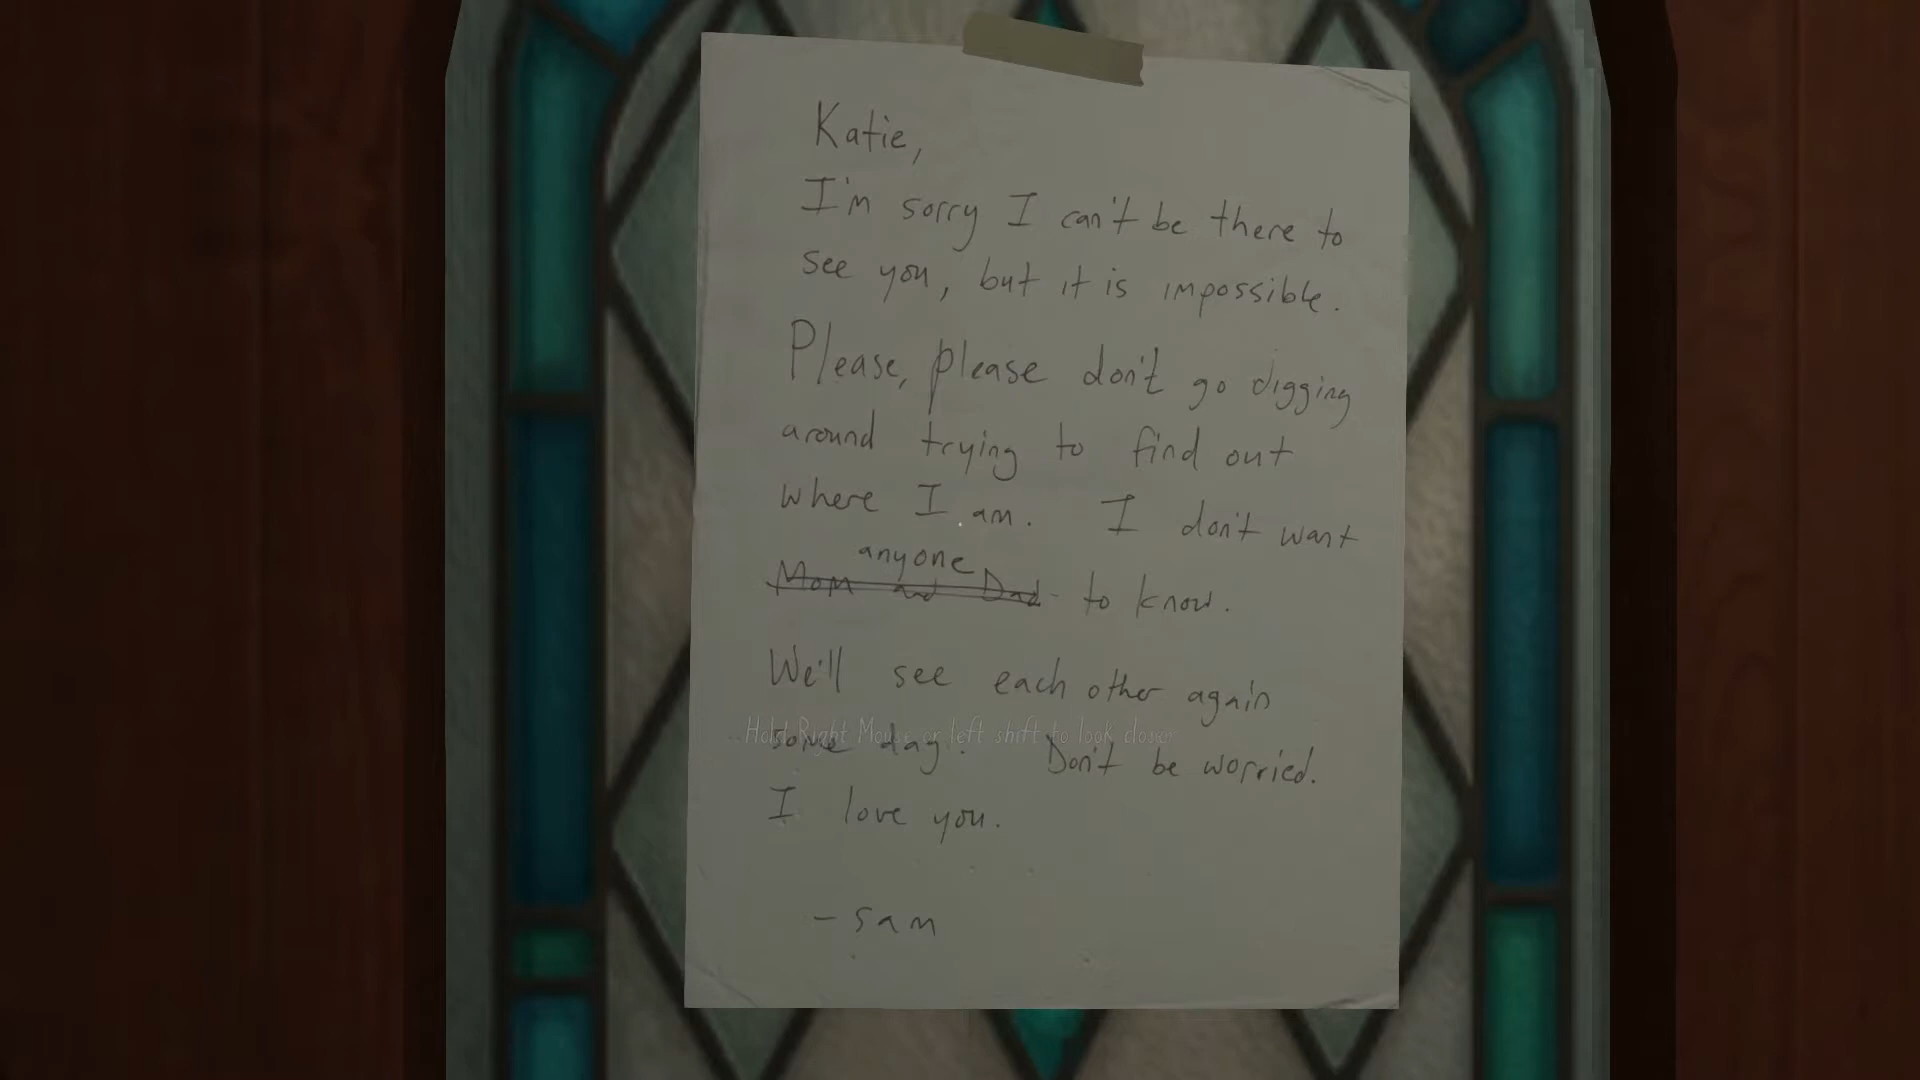 Katie,
I'm sorry I can't be there to
see you, but it is impossible.
Please, please don't go digging
around trying to find out
where I am. I don't want
anyone
Mom and Dad to know.
We'll see each other again
Hold Right Mouse or left shift to look closer
some day. Don't be worried.
I love you.
- Sam